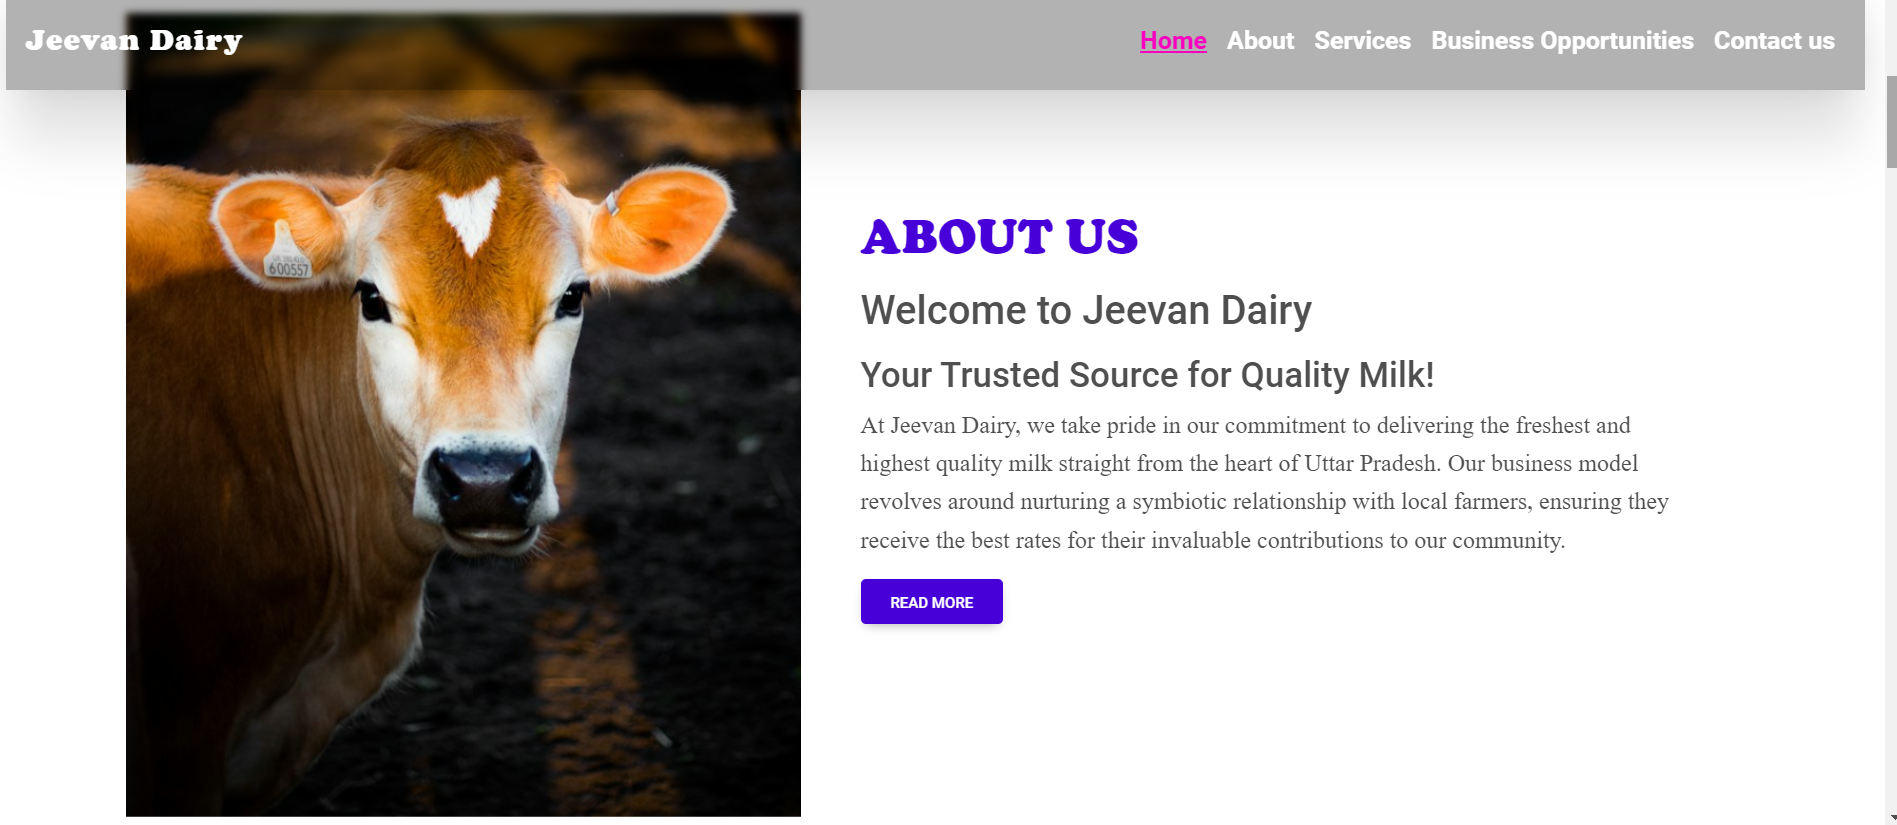 Jeevan Dairy
Home About Services Business Opportunities Contact us
600557
ABOUT US
Welcome to Jeevan Dairy
Your Trusted Source for Quality Milk!
At Jeevan Dairy, we take pride in our commitment to delivering the freshest and
highest quality milk straight from the heart of Uttar Pradesh. Our business model
revolves around nurturing a symbiotic relationship with local farmers, ensuring they
receive the best rates for their invaluable contributions to our community.
READ MORE